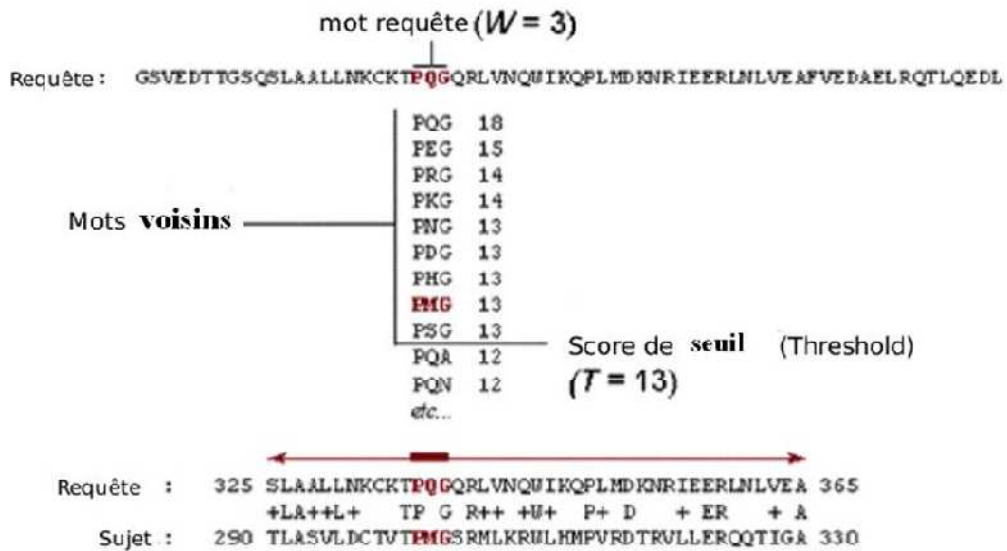 mot requête (W = 3)
Requête : GSVEDTTGSQSLAALLNKCKTPQGQRLVNQWIKQPLMDKNRIEERLNLVEAFVEDAELRQTLQEDL
PQG 18
PEG 15
PRG 14
PKG 14
PNG 13
Mots voisins
PDG 13
PHG 13
PMG 13
PSG 13
Score de seuil (Threshold)
PQA 12
(T = 13)
PQN 12
etc...
Requête : 325 SLAALLNKCKTPQGQRLVNQWIKQPLMDKNRIEERLNLVEA 365
+LA++L+ TP G R++ +W+ P+ D + ER + A
Sujet : 290 TLASVLDCTVTPMGSRMLKRWLHMPVRDTRVLLERQQTIGA 330